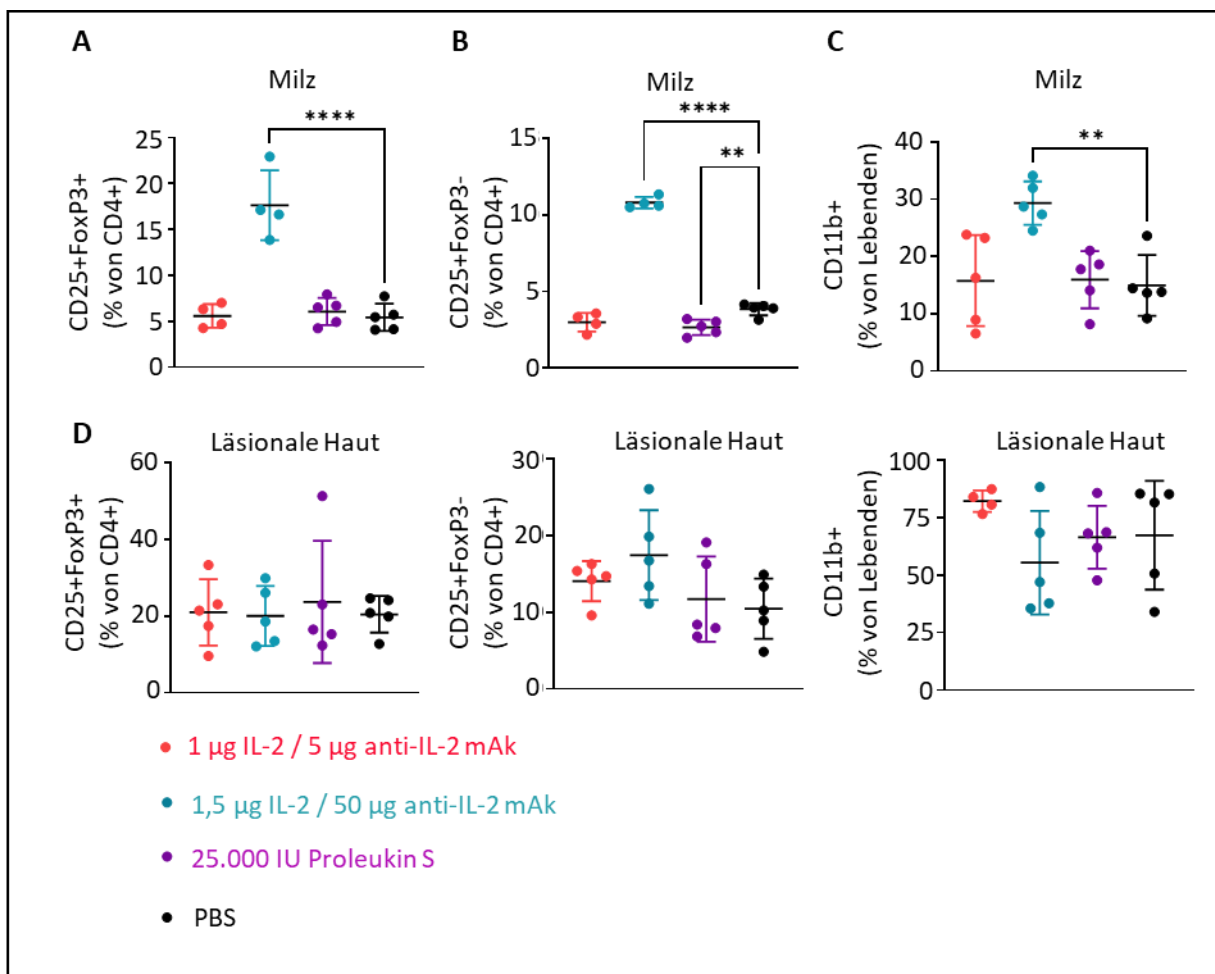 A
B
C
Milz
Milz
Milz
****
****
**
**
CD25+FoxP3+
(% von CD4+)
25
20
15
10
5
0
CD25+FoxP3-
(% von CD4+)
15
10
5
0
CD11b+
(% von Lebenden)
40
30
20
10
0
D
Läsionale Haut
Läsionale Haut
Läsionale Haut
CD25+FoxP3+
(% von CD4+)
60
40
20
0
CD25+FoxP3-
(% von CD4+)
30
20
10
0
CD11b+
(% von Lebenden)
100
75
50
25
0
1 µg IL-2 / 5 µg anti-IL-2 mAk
1,5 µg IL-2 / 50 µg anti-IL-2 mAk
25.000 IU Proleukin S
PBS